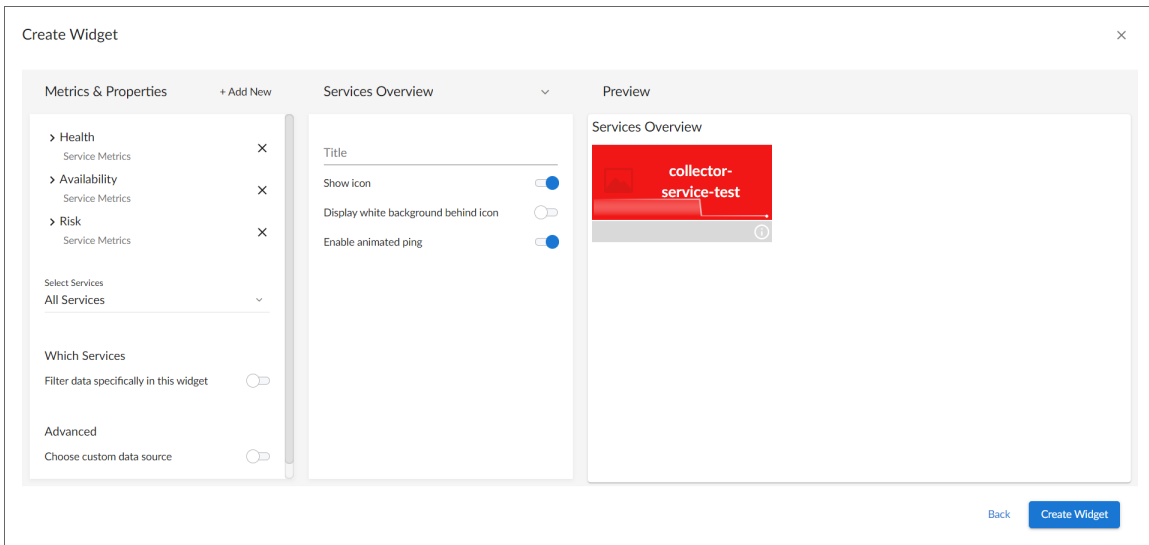 Create Widget
Metrics & Properties
+ Add New
Health
Service Metrics
Availability
Service Metrics
Risk
Service Metrics
Select Services
All Services
Which Services
Filter data specifically in this widget
Advanced
Choose custom data source
Services Overview
Title
Show icon
Display white background behind icon
Enable animated ping
Preview
Services Overview
collector-
service-test
Back
Create Widget